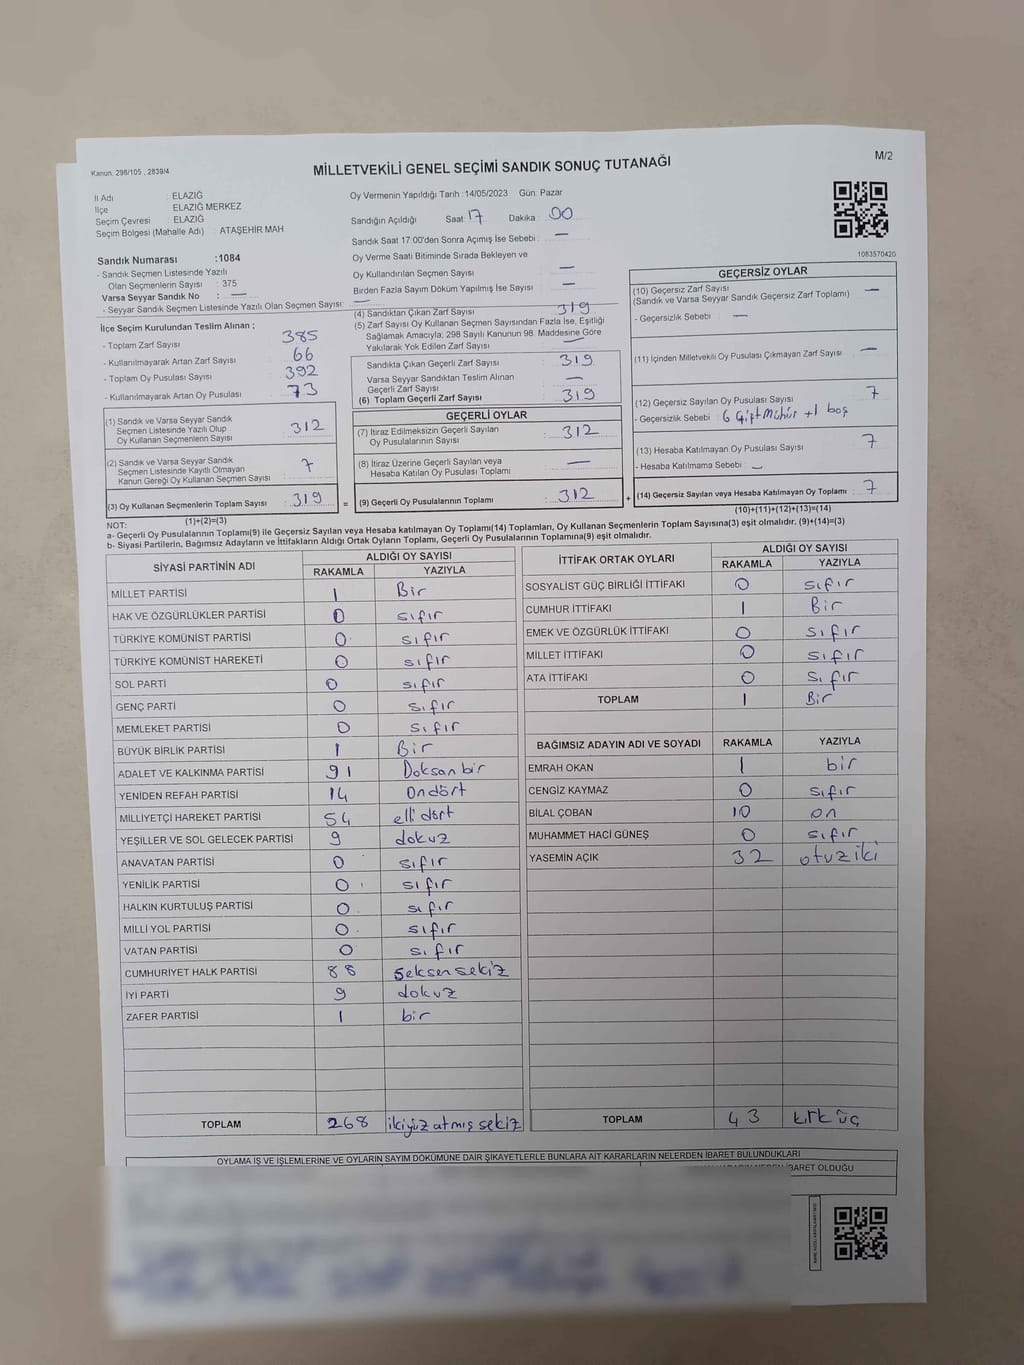 Kanun, 298/105 , 2839/4
MİLLETVEKİLİ GENEL SEÇİMİ SANDIK SONUÇ TUTANAĞI
M/2
İl Adı : ELAZIĞ
İlçe ELAZIĞ MERKEZ
Seçim Çevresi : ELAZIĞ
Seçim Bölgesi (Mahalle Adı) : ATAŞEHİR MAH
Sandık Numarası :1084
- Sandık Seçmen Listesinde Yazılı
Olan Seçmenlerin Sayısı : 375
Varsa Seyyar Sandık No : —
- Seyyar Sandık Seçmen Listesinde Yazılı Olan Seçmen Sayısı: —
İlçe Seçim Kurulundan Teslim Alınan ;
- Toplam Zarf Sayısı 385
- Kullanılmayarak Artan Zarf Sayısı 66
- Toplam Oy Pusulası Sayısı 392
- Kullanılmayarak Artan Oy Pusulası 73
(1) Sandık ve Varsa Seyyar Sandık
Seçmen Listesinde Yazılı Olup
Oy Kullanan Seçmenlerin Sayısı : 312
(2) Sandık ve Varsa Seyyar Sandık
Seçmen Listesinde Kayıtlı Olmayan
Kanun Gereği Oy Kullanan Seçmen Sayısı : 7
(3) Oy Kullanan Seçmenlerin Toplam Sayısı : 319 =
(1)+(2)=(3)
Oy Vermenin Yapıldığı Tarih : 14/05/2023 Gün: Pazar
Sandığın Açıldığı Saat: 17 Dakika : 00
Sandık Saat 17:00'den Sonra Açımış İse Sebebi : —
Oy Verme Saati Bitiminde Sırada Bekleyen ve
Oy Kullandırılan Seçmen Sayısı : —
Birden Fazla Sayım Döküm Yapılmış İse Sayısı : —
(4) Sandıktan Çıkan Zarf Sayısı : 319
(5) Zarf Sayısı Oy Kullanan Seçmen Sayısından Fazla İse, Eşitliği
Sağlamak Amacıyla; 298 Sayılı Kanunun 98. Maddesine Göre
Yakılarak Yok Edilen Zarf Sayısı : —
Sandıkta Çıkan Geçerli Zarf Sayısı : 319
Varsa Seyyar Sandıktan Teslim Alınan
Geçerli Zarf Sayısı : —
(6) Toplam Geçerli Zarf Sayısı : 319
GEÇERLİ OYLAR
(7) İtiraz Edilmeksizin Geçerli Sayılan
Oy Pusulalarının Sayısı : 312
(8) İtiraz Üzerine Geçerli Sayılan veya
Hesaba Katılan Oy Pusulası Toplamı : —
(9) Geçerli Oy Pusulalarının Toplamı : 312 +
1083570420
GEÇERSİZ OYLAR
(10) Geçersiz Zarf Sayısı
(Sandık ve Varsa Seyyar Sandık Geçersiz Zarf Toplamı) : —
- Geçersizlik Sebebi : —
(11) İçinden Milletvekili Oy Pusulası Çıkmayan Zarf Sayısı : —
(12) Geçersiz Sayılan Oy Pusulası Sayısı : 7
- Geçersizlik Sebebi : 6 Çift Mühür +1 boş
(13) Hesaba Katılmayan Oy Pusulası Sayısı : 7
- Hesaba Katılmama Sebebi : —
(14) Geçersiz Sayılan veya Hesaba Katılmayan Oy Toplamı : 7
(10)+(11)+(12)+(13)=(14)
NOT:
a- Geçerli Oy Pusulalarının Toplamı(9) ile Geçersiz Sayılan veya Hesaba katılmayan Oy Toplamı(14) Toplamları, Oy Kullanan Seçmenlerin Toplam Sayısına(3) eşit olmalıdır. (9)+(14)=(3)
b- Siyasi Partilerin, Bağımsız Adayların ve İttifakların Aldığı Ortak Oyların Toplamı, Geçerli Oy Pusulalarının Toplamına(9) eşit olmalıdır.
SİYASİ PARTİNİN ADI ALDIĞI OY SAYISI
RAKAMLA YAZIYLA
MİLLET PARTİSİ 1 Bir
HAK VE ÖZGÜRLÜKLER PARTİSİ 0 sıfır
TÜRKİYE KOMÜNİST PARTİSİ 0 sıfır
TÜRKİYE KOMÜNİST HAREKETİ 0 sıfır
SOL PARTİ 0 sıfır
GENÇ PARTİ 0 sıfır
MEMLEKET PARTİSİ 0 sıfır
BÜYÜK BİRLİK PARTİSİ 1 Bir
ADALET VE KALKINMA PARTİSİ 91 Doksan bir
YENİDEN REFAH PARTİSİ 14 Ondört
MİLLİYETÇİ HAREKET PARTİSİ 54 elli dört
YEŞİLLER VE SOL GELECEK PARTİSİ 9 dokuz
ANAVATAN PARTİSİ 0 sıfır
YENİLİK PARTİSİ 0 sıfır
HALKIN KURTULUŞ PARTİSİ 0 sıfır
MİLLİ YOL PARTİSİ 0 sıfır
VATAN PARTİSİ 0 sıfır
CUMHURİYET HALK PARTİSİ 88 Seksen sekiz
İYİ PARTİ 9 dokuz
ZAFER PARTİSİ 1 bir
TOPLAM 268 ikiyüz atmış sekiz
İTTİFAK ORTAK OYLARI ALDIĞI OY SAYISI
RAKAMLA YAZIYLA
SOSYALİST GÜÇ BİRLİĞİ İTTİFAKI 0 sıfır
CUMHUR İTTİFAKI 1 Bir
EMEK VE ÖZGÜRLÜK İTTİFAKI 0 sıfır
MİLLET İTTİFAKI 0 sıfır
ATA İTTİFAKI 0 sıfır
TOPLAM 1 Bir
BAĞIMSIZ ADAYIN ADI VE SOYADI RAKAMLA YAZIYLA
EMRAH OKAN 1 bir
CENGİZ KAYMAZ 0 sıfır
BİLAL ÇOBAN 10 on
MUHAMMET HACİ GÜNEŞ 0 sıfır
YASEMİN AÇIK 32 otuz iki
TOPLAM 43 kırk üç
OYLAMA İŞ VE İŞLEMLERİNE VE OYLARIN SAYIM DÖKÜMÜNE DAİR ŞİKAYETLERLE BUNLARA AİT KARARLARIN NELERDEN İBARET BULUNDUKLARI
İBARET OLDUĞU